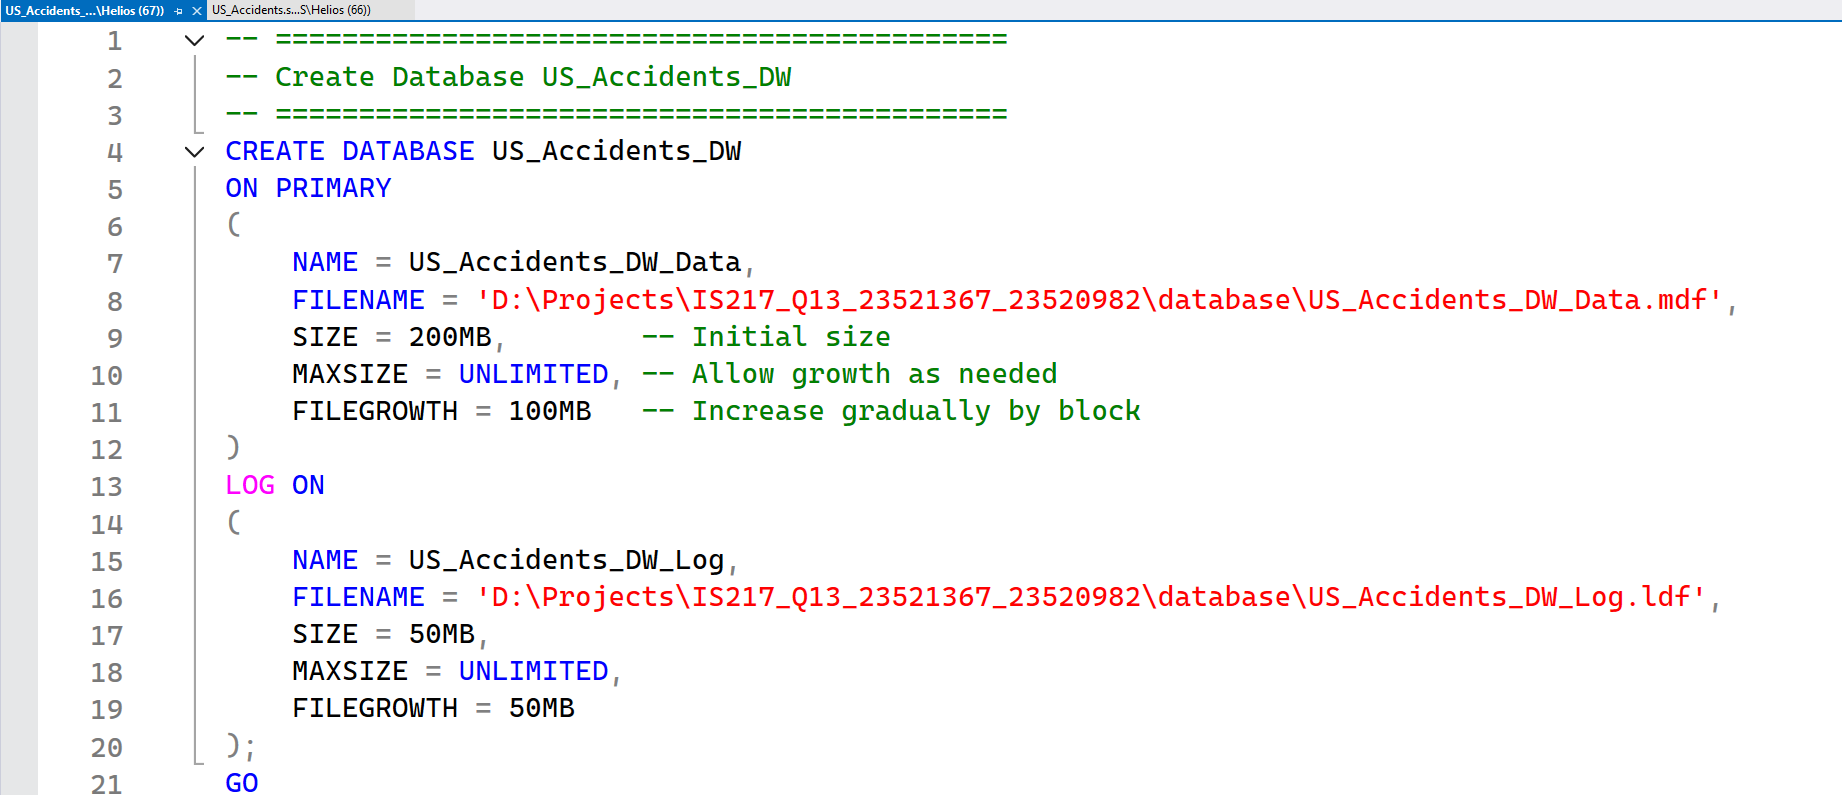 US_Accidents_...\Helios (67))
US_Accidents.s...S\Helios (66))
1 -- ============================================
2 -- Create Database US_Accidents_DW
3 -- ============================================
4 CREATE DATABASE US_Accidents_DW
5 ON PRIMARY
6 (
7 NAME = US_Accidents_DW_Data,
8 FILENAME = 'D:\Projects\IS217_Q13_23521367_23520982\database\US_Accidents_DW_Data.mdf',
9 SIZE = 200MB, -- Initial size
10 MAXSIZE = UNLIMITED, -- Allow growth as needed
11 FILEGROWTH = 100MB -- Increase gradually by block
12 )
13 LOG ON
14 (
15 NAME = US_Accidents_DW_Log,
16 FILENAME = 'D:\Projects\IS217_Q13_23521367_23520982\database\US_Accidents_DW_Log.ldf',
17 SIZE = 50MB,
18 MAXSIZE = UNLIMITED,
19 FILEGROWTH = 50MB
20 );
21 GO